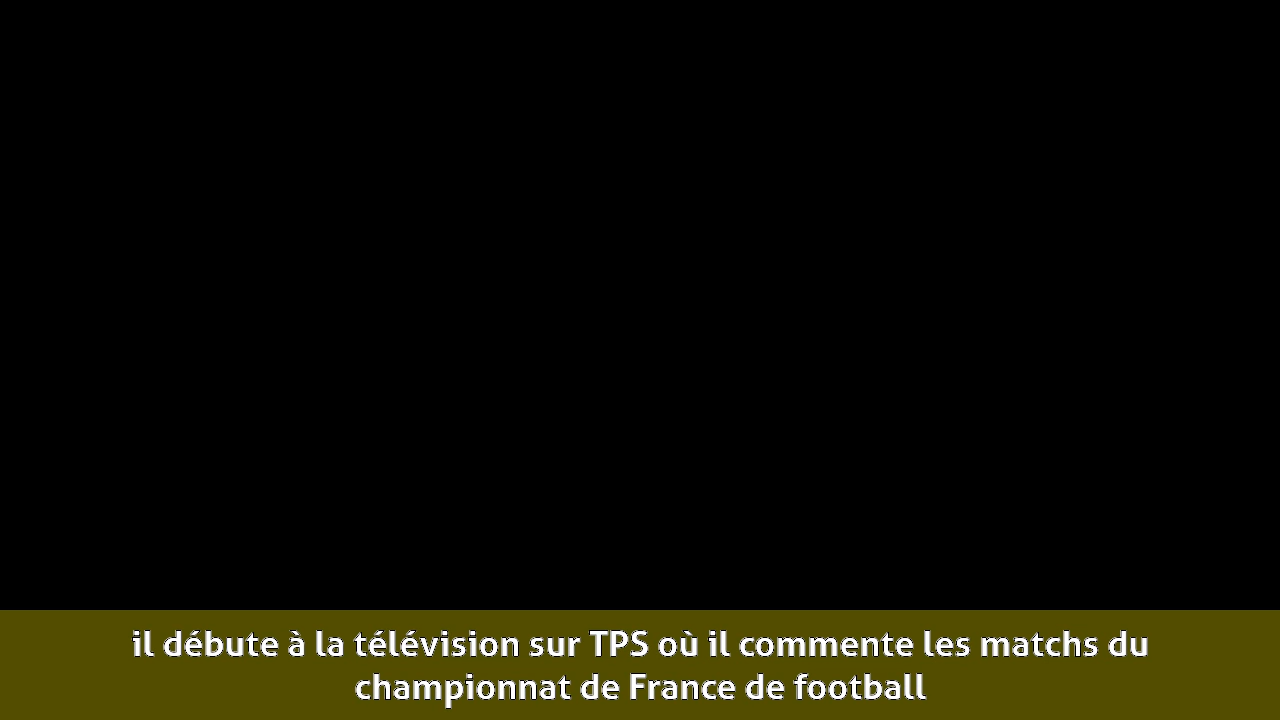 il débute à la télévision sur TPS où il commente les matchs du
championnat de France de football